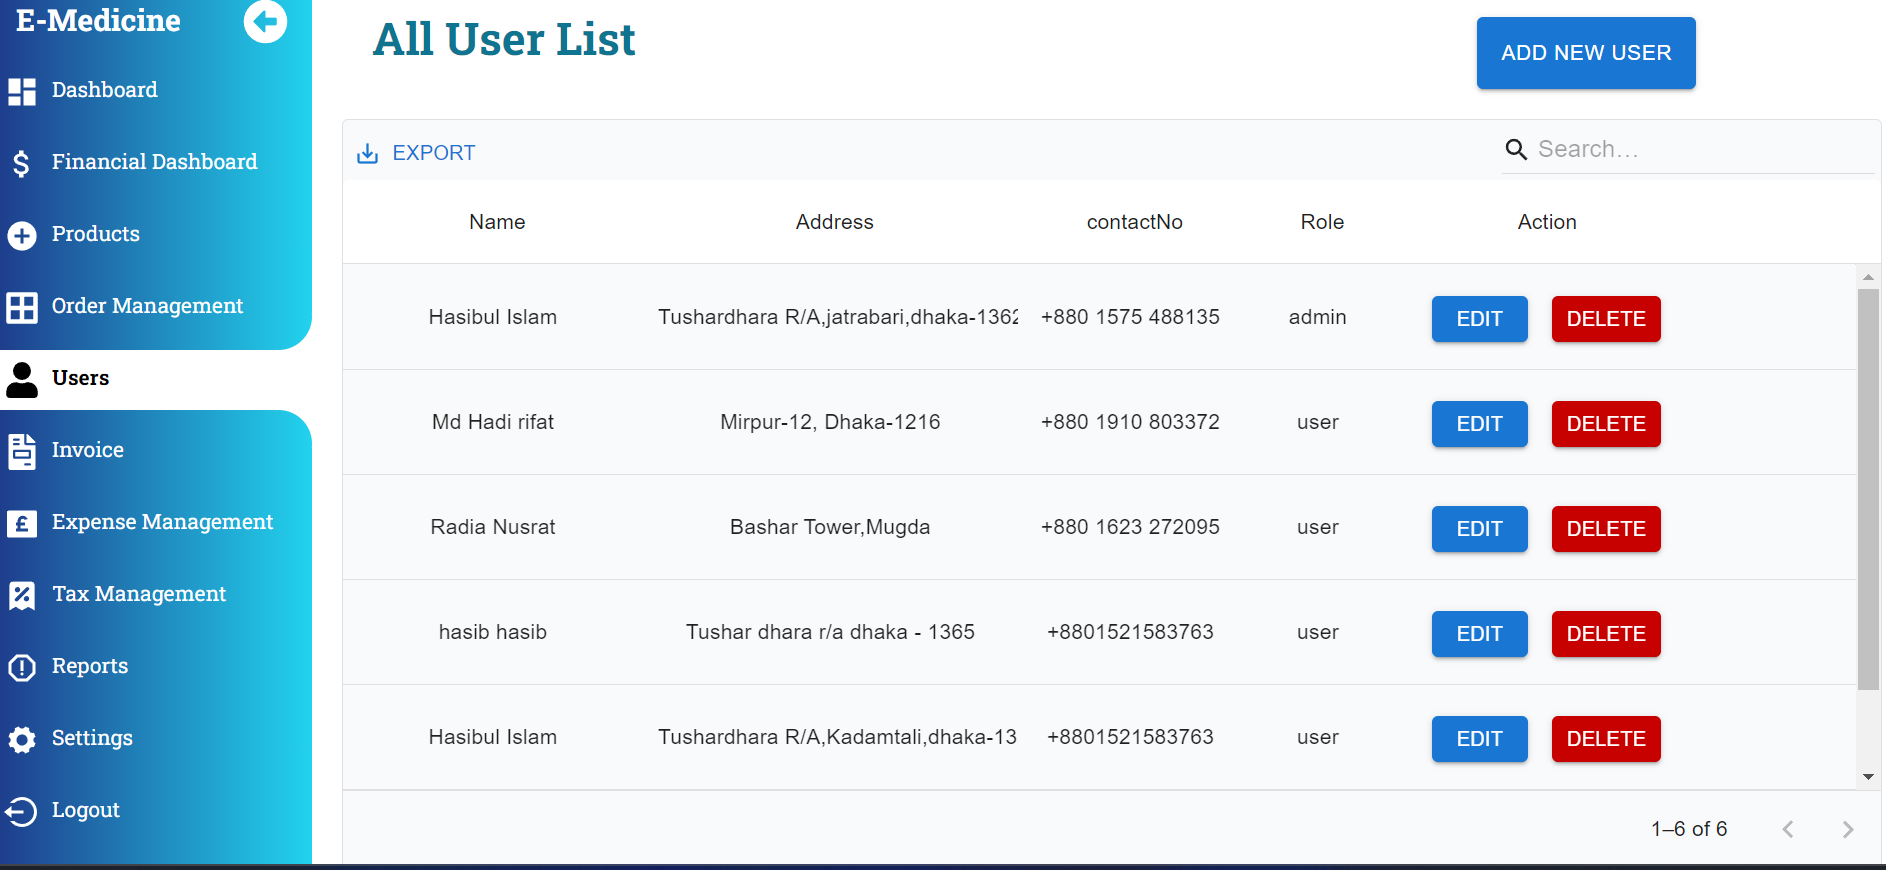 E-Medicine
Dashboard
Financial Dashboard
Products
Order Management
Users
Invoice
Expense Management
Tax Management
Reports
Settings
Logout
All User List
ADD NEW USER
EXPORT
Search…
Name Address contactNo Role Action
Hasibul Islam Tushardhara R/A,jatrabari,dhaka-1362 +880 1575 488135 admin EDIT DELETE
Md Hadi rifat Mirpur-12, Dhaka-1216 +880 1910 803372 user EDIT DELETE
Radia Nusrat Bashar Tower,Mugda +880 1623 272095 user EDIT DELETE
hasib hasib Tushar dhara r/a dhaka - 1365 +8801521583763 user EDIT DELETE
Hasibul Islam Tushardhara R/A,Kadamtali,dhaka-13 +8801521583763 user EDIT DELETE
1–6 of 6